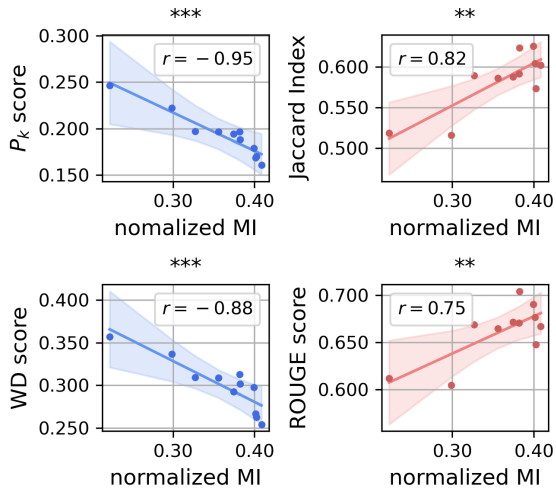 ***
0.300
0.250
0.200
0.150
P_k score
r = −0.95
0.30
0.40
nomalized MI
**
0.600
0.550
0.500
Jaccard Index
r = 0.82
0.30
0.40
normalized MI
***
0.400
0.350
0.300
0.250
WD score
r = −0.88
0.30
0.40
normalized MI
**
0.700
0.650
0.600
ROUGE score
r = 0.75
0.30
0.40
normalized MI